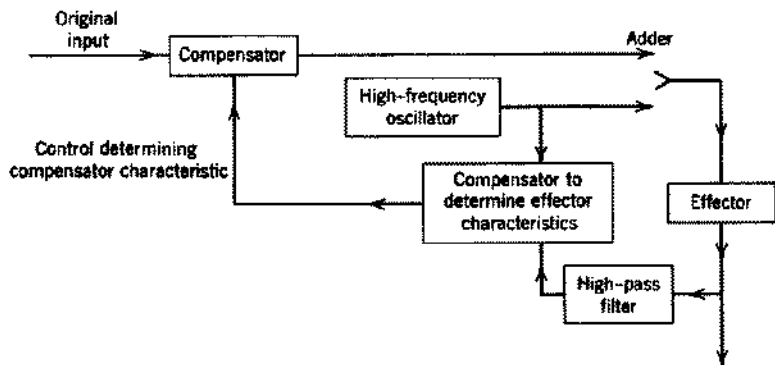 Original
input
Compensator
Adder
High-frequency
oscillator
Control determining
compensator characteristic
Compensator to
determine effector
characteristics
Effector
High-pass
filter